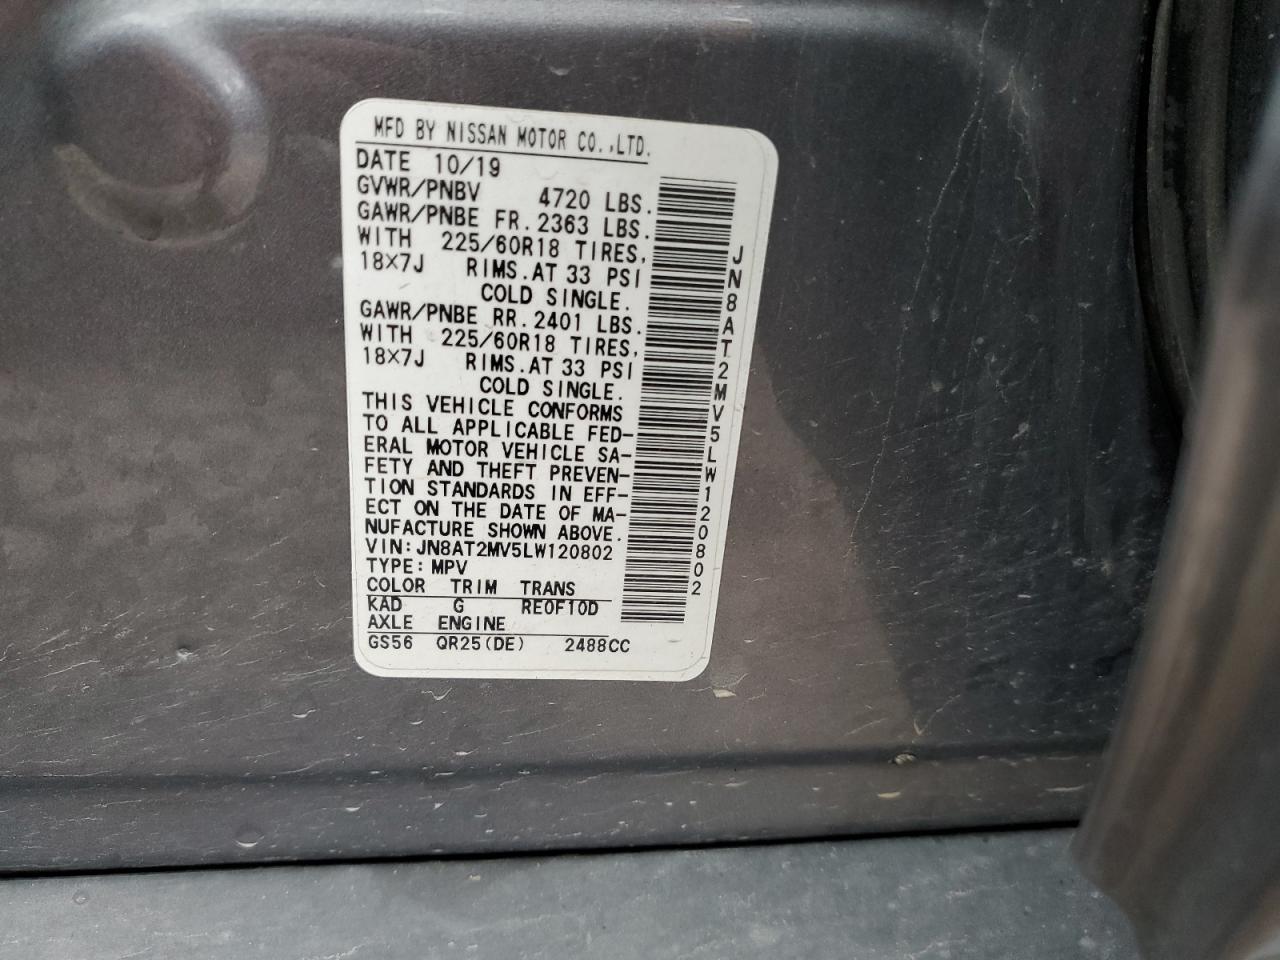 MFD BY NISSAN MOTOR CO.,LTD.
DATE 10/19
GVWR/PNBV 4720 LBS.
GAWR/PNBE FR. 2363 LBS.
WITH 225/60R18 TIRES,
18×7J RIMS.AT 33 PSI
COLD SINGLE.
GAWR/PNBE RR. 2401 LBS.
WITH 225/60R18 TIRES,
18×7J RIMS.AT 33 PSI
COLD SINGLE.
THIS VEHICLE CONFORMS
TO ALL APPLICABLE FED-
ERAL MOTOR VEHICLE SA-
FETY AND THEFT PREVEN-
TION STANDARDS IN EFF-
ECT ON THE DATE OF MA-
NUFACTURE SHOWN ABOVE.
VIN:JN8AT2MV5LW120802
TYPE:MPV
COLOR TRIM TRANS
KAD G RE0F10D
AXLE ENGINE
GS56 QR25(DE) 2488CC
JN8AT2MV5LW120802